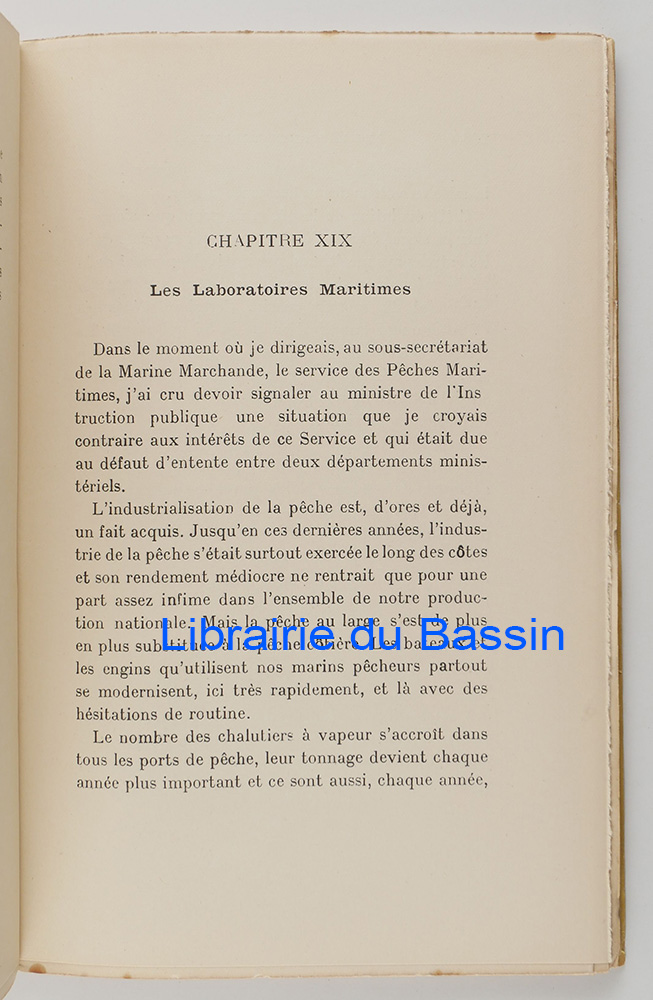 CHAPITRE XIX
Les Laboratoires Maritimes
Dans le moment où je dirigeais, au sous-secrétariat
de la Marine Marchande, le service des Pêches Mari-
times, j'ai cru devoir signaler au ministre de l'Ins
truction publique une situation que je croyais
contraire aux intérêts de ce Service et qui était due
au défaut d'entente entre deux départements minis-
tériels.
L'industrialisation de la pêche est, d'ores et déjà,
un fait acquis. Jusqu'en ces dernières années, l'indus-
trie de la pêche s'était surtout exercée le long des côtes
et son rendement médiocre ne rentrait que pour une
part assez infime dans l'ensemble de notre produc-
tion nationale. Mais la pêche au large s'est de plus
en plus substituée à la pêche côtière. Les bateaux et
les engins qu'utilisent nos marins pêcheurs partout
se modernisent, ici très rapidement, et là avec des
hésitations de routine.
Le nombre des chalutiers à vapeur s'accroît dans
tous les ports de pêche, leur tonnage devient chaque
année plus important et ce sont aussi, chaque année,
Librairie du Bassin